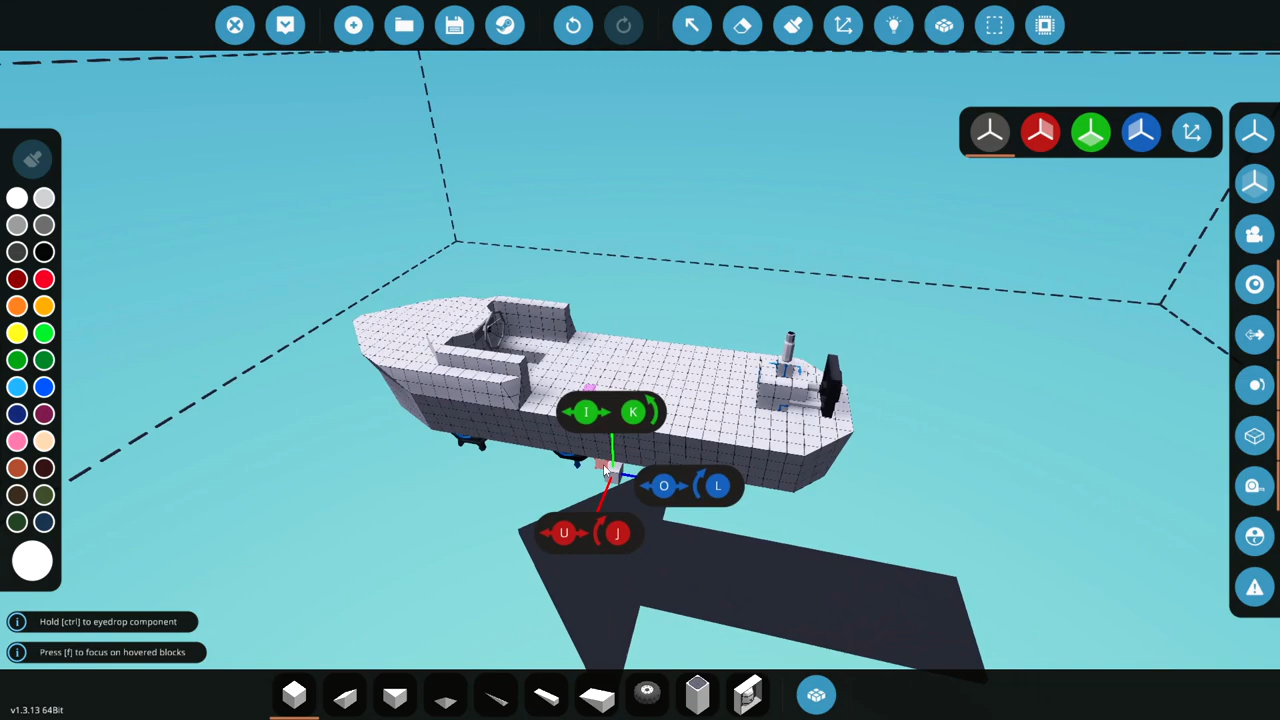 I K
O L
U J
Hold [ctrl] to eyedrop component
Press [f] to focus on hovered blocks
v1.3.13 64Bit